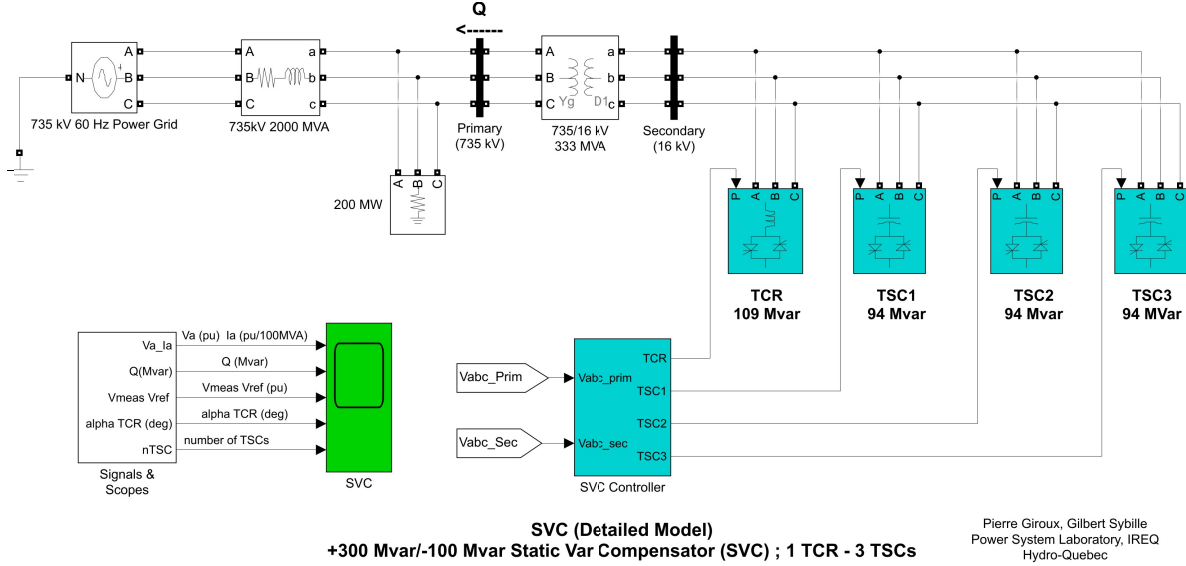 Q
A
B
C
N
735 kV 60 Hz Power Grid
A
B
C
a
b
c
735kV 2000 MVA
A
B
C
200 MW
Primary
(735 kV)
A
B
C
Yg
D1
a
b
c
735/16 kV
333 MVA
Secondary
(16 kV)
P
A
B
C
TCR
109 Mvar
P
A
B
C
TSC1
94 Mvar
P
A
B
C
TSC2
94 Mvar
P
A
B
C
TSC3
94 MVar
Va_Ia
Q(Mvar)
Vmeas Vref
alpha TCR (deg)
nTSC
Signals &
Scopes
Va (pu) Ia (pu/100MVA)
Q (Mvar)
Vmeas Vref (pu)
alpha TCR (deg)
number of TSCs
SVC
Vabc_Prim
Vabc_Sec
Vabc_prim
Vabc_sec
TCR
TSC1
TSC2
TSC3
SVC Controller
SVC (Detailed Model)
+300 Mvar/-100 Mvar Static Var Compensator (SVC) ; 1 TCR - 3 TSCs
Pierre Giroux, Gilbert Sybille
Power System Laboratory, IREQ
Hydro-Quebec